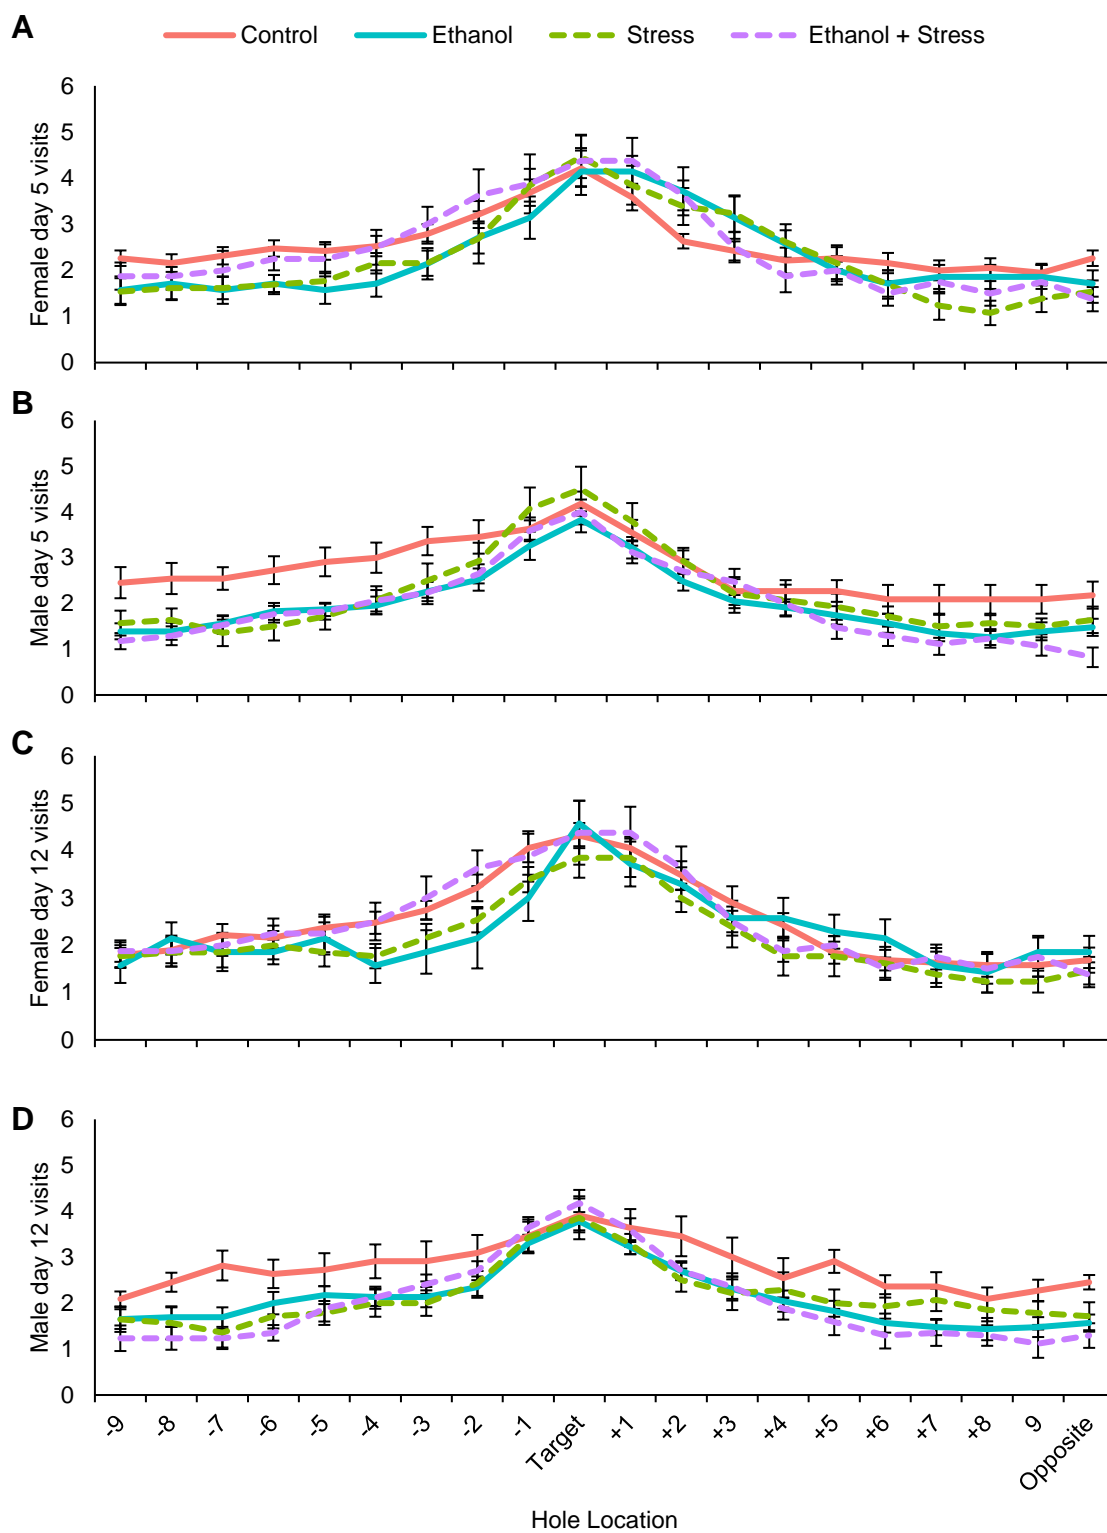 A
Control Ethanol Stress Ethanol + Stress
Female day 5 visits
6
5
4
3
2
1
0
B
Male day 5 visits
6
5
4
3
2
1
0
C
Female day 12 visits
6
5
4
3
2
1
0
D
Male day 12 visits
6
5
4
3
2
1
0
-9 -8 -7 -6 -5 -4 -3 -2 -1 Target +1 +2 +3 +4 +5 +6 +7 +8 9 Opposite
Hole Location